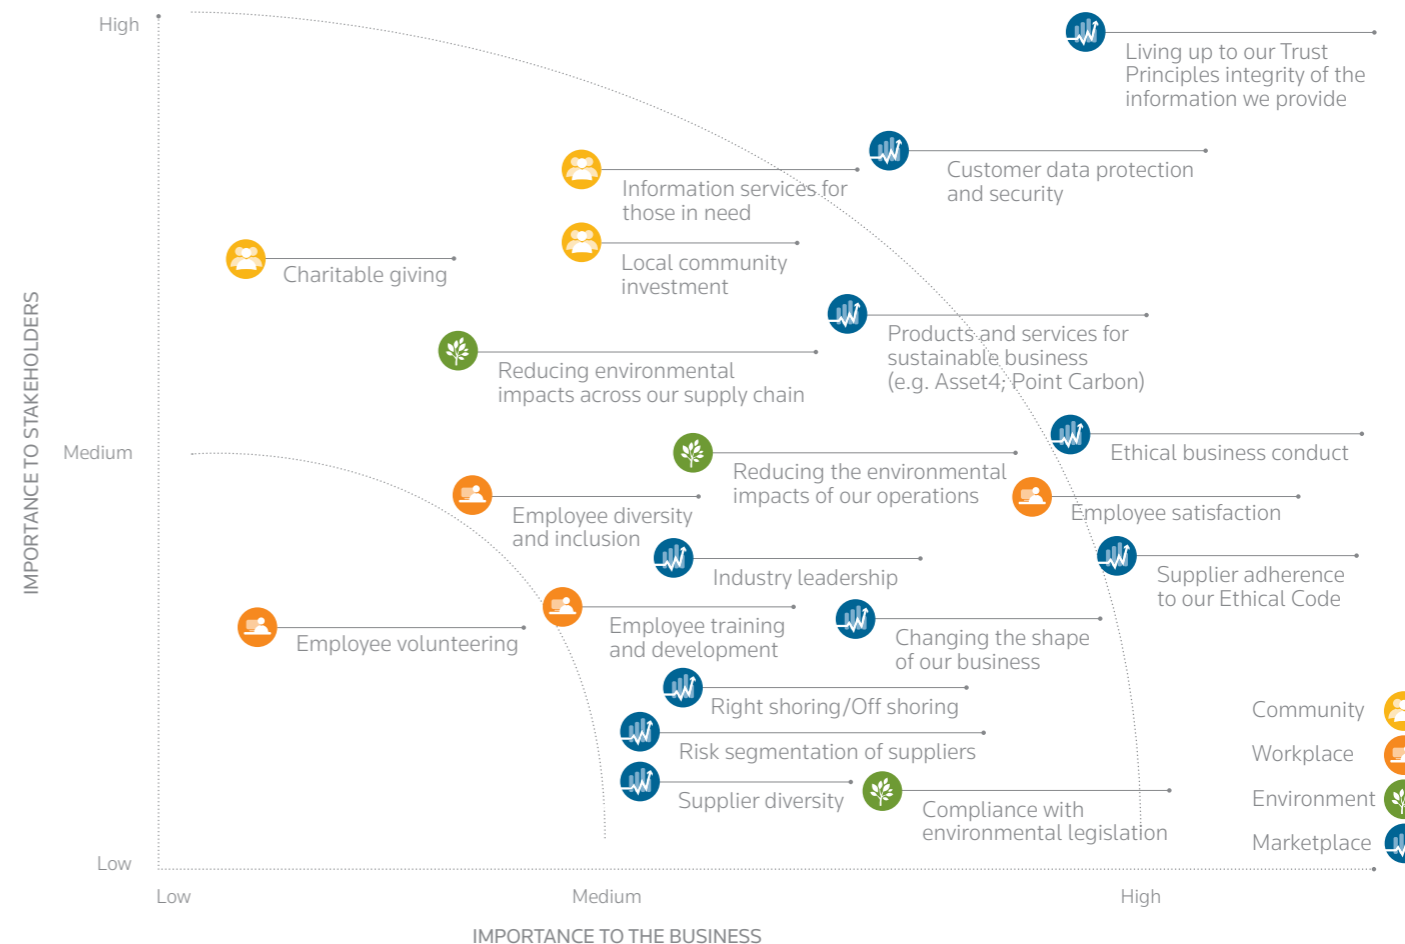 High
Living up to our Trust
Principles integrity of the
information we provide
Customer data protection
and security
Information services for
those in need
Local community
investment
Charitable giving
Products and services for
sustainable business
(e.g. Asset4; Point Carbon)
Reducing environmental
impacts across our supply chain
IMPORTANCE TO STAKEHOLDERS
Medium
Ethical business conduct
Reducing the environmental
impacts of our operations
Employee satisfaction
Employee diversity
and inclusion
Industry leadership
Supplier adherence
to our Ethical Code
Employee training
and development
Employee volunteering
Changing the shape
of our business
Right shoring/Off shoring
Risk segmentation of suppliers
Supplier diversity
Compliance with
environmental legislation
Community
Workplace
Environment
Marketplace
Low
Low
Medium
High
IMPORTANCE TO THE BUSINESS